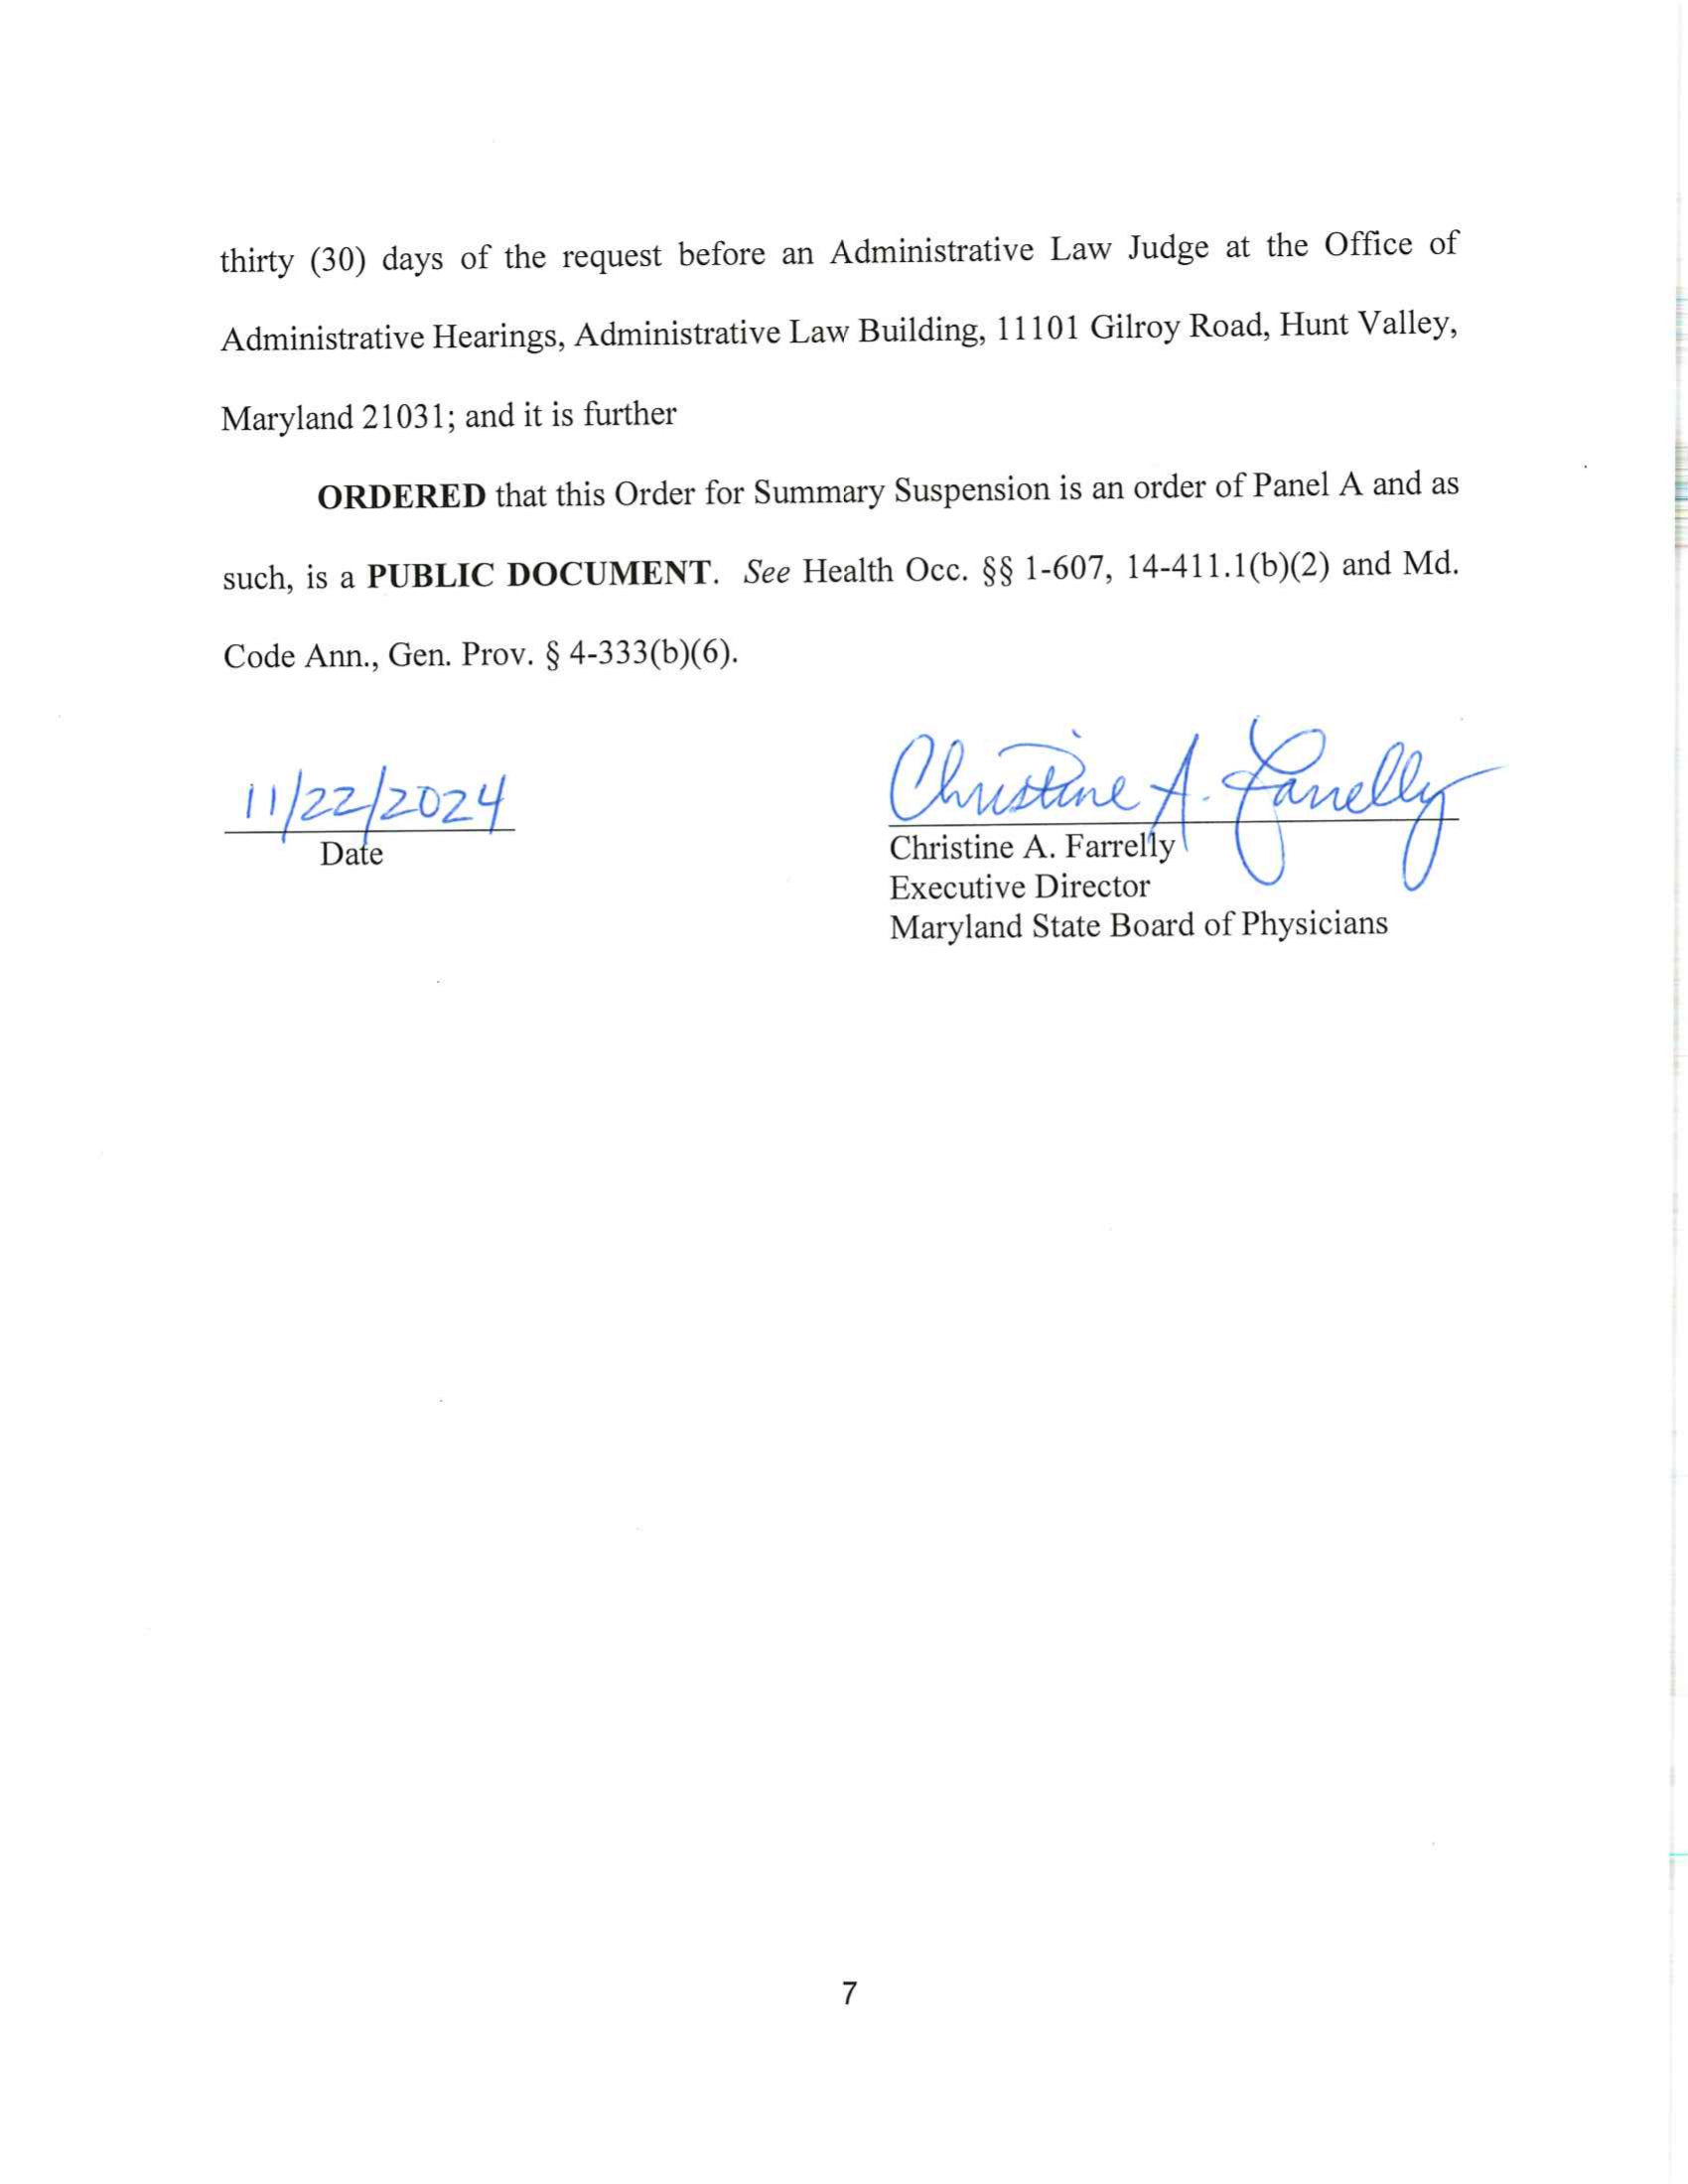 thirty (30) days of the request before an Administrative Law Judge at the Office of
Administrative Hearings, Administrative Law Building, 11101 Gilroy Road, Hunt Valley,
Maryland 21031; and it is further
ORDERED that this Order for Summary Suspension is an order of Panel A and as
such, is a PUBLIC DOCUMENT. See Health Occ. §§ 1-607, 14-411.1(b)(2) and Md.
Code Ann., Gen. Prov. § 4-333(b)(6).
11/22/2024
Date
Christine A. Farrelly
Christine A. Farrelly
Executive Director
Maryland State Board of Physicians
7